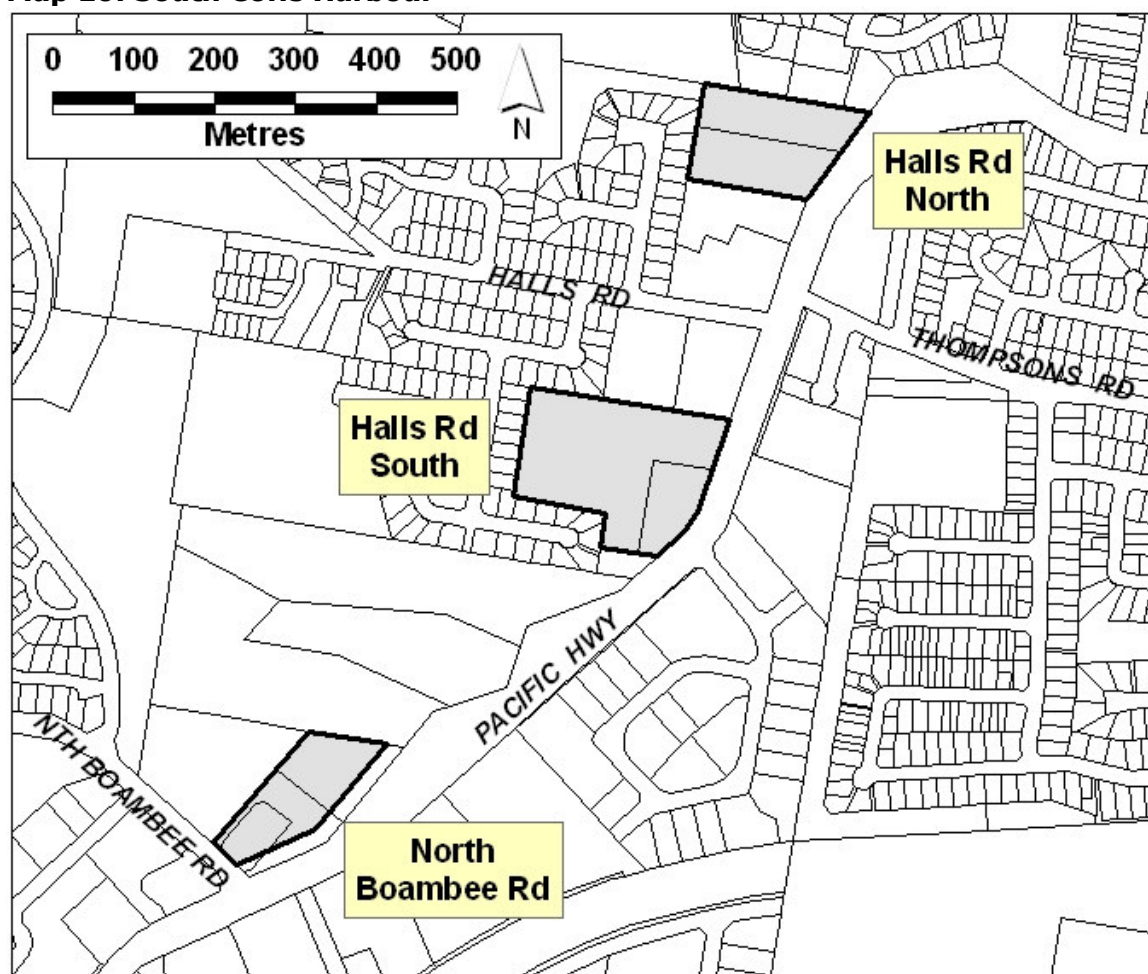 0 100 200 300 400 500
Metres
N
Halls Rd
North
HALLS RD
THOMPSONS RD
Halls Rd
South
PACIFIC HWY
NTH BOAMBEE RD
North
Boambee Rd